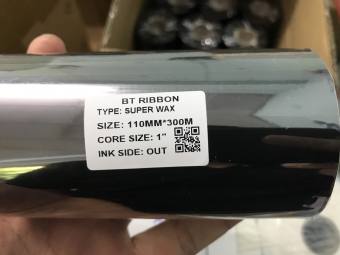 BT RIBBON
TYPE: SUPER WAX
SIZE: 110MM*300M
CORE SIZE: 1"
INK SIDE: OUT